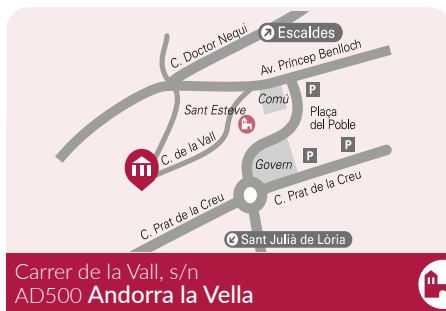 C. Doctor Nequi
Escaldes
Av. Príncep Benlloch
P
Sant Esteve
Comú
Plaça
del Poble
C. de la Vall
Govern
P
P
C. Prat de la Creu
C. Prat de la Creu
Sant Julià de Lòria
Carrer de la Vall, s/n
AD500 Andorra la Vella